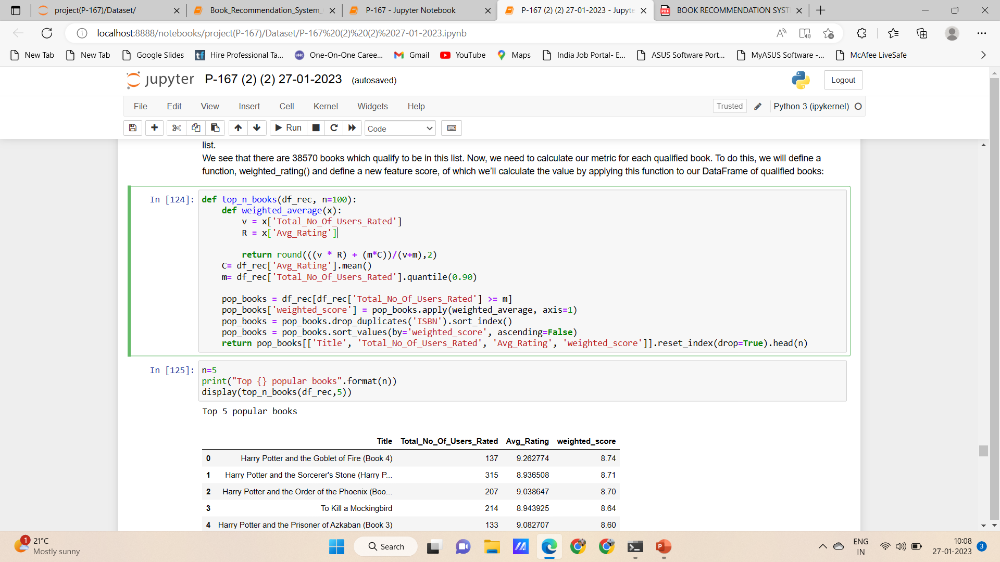 project(P-167)/Dataset/
Book_Recommendation_System_
P-167 - Jupyter Notebook
P-167 (2) (2) 27-01-2023 - Jupyte
BOOK RECOMMENDATION SYST
localhost:8888/notebooks/project(P-167)/Dataset/P-167%20(2)%20(2)%2027-01-2023.ipynb
New Tab
New Tab
Google Slides
Hire Professional Ta...
One-On-One Caree...
Gmail
YouTube
Maps
India Job Portal- E...
ASUS Software Port...
MyASUS Software -...
McAfee LiveSafe
jupyter P-167 (2) (2) 27-01-2023 (autosaved)
Logout
File Edit View Insert Cell Kernel Widgets Help
Trusted
Python 3 (ipykernel)
Run
Code
list.
We see that there are 38570 books which qualify to be in this list. Now, we need to calculate our metric for each qualified book. To do this, we will define a
function, weighted_rating() and define a new feature score, of which we’ll calculate the value by applying this function to our DataFrame of qualified books:
In [124]: def top_n_books(df_rec, n=100):
def weighted_average(x):
v = x['Total_No_Of_Users_Rated']
R = x['Avg_Rating']
return round(((v * R) + (m*C))/(v+m),2)
C= df_rec['Avg_Rating'].mean()
m= df_rec['Total_No_Of_Users_Rated'].quantile(0.90)
pop_books = df_rec[df_rec['Total_No_Of_Users_Rated'] >= m]
pop_books['weighted_score'] = pop_books.apply(weighted_average, axis=1)
pop_books = pop_books.drop_duplicates('ISBN').sort_index()
pop_books = pop_books.sort_values(by='weighted_score', ascending=False)
return pop_books[['Title', 'Total_No_Of_Users_Rated', 'Avg_Rating', 'weighted_score']].reset_index(drop=True).head(n)
In [125]: n=5
print("Top {} popular books".format(n))
display(top_n_books(df_rec,5))
Top 5 popular books
Title Total_No_Of_Users_Rated Avg_Rating weighted_score
0 Harry Potter and the Goblet of Fire (Book 4) 137 9.262774 8.74
1 Harry Potter and the Sorcerer's Stone (Harry P... 315 8.936508 8.71
2 Harry Potter and the Order of the Phoenix (Boo... 207 9.038647 8.70
3 To Kill a Mockingbird 214 8.943925 8.64
4 Harry Potter and the Prisoner of Azkaban (Book 3) 133 9.082707 8.60
1
21°C
Mostly sunny
Search
ENG
IN
10:08
27-01-2023
3